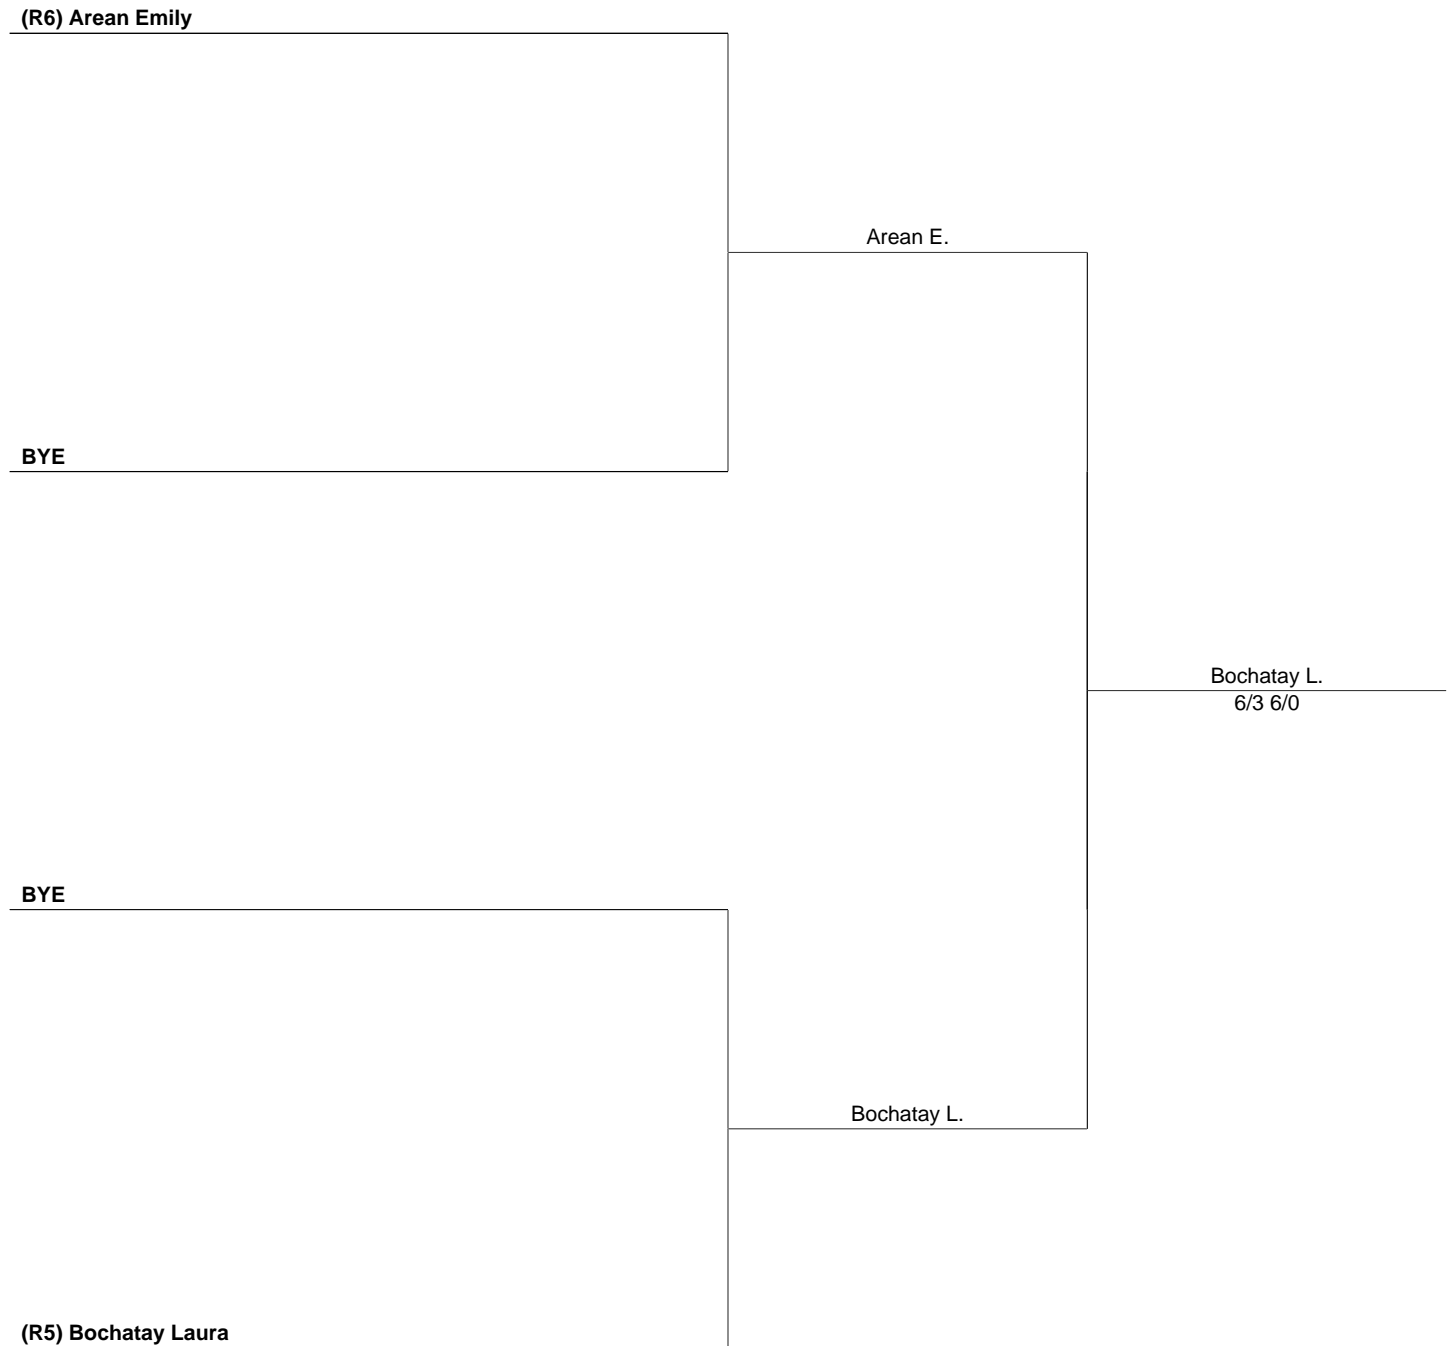 (R6) Arean Emily
Arean E.
BYE
Bochatay L.
6/3 6/0
BYE
Bochatay L.
(R5) Bochatay Laura